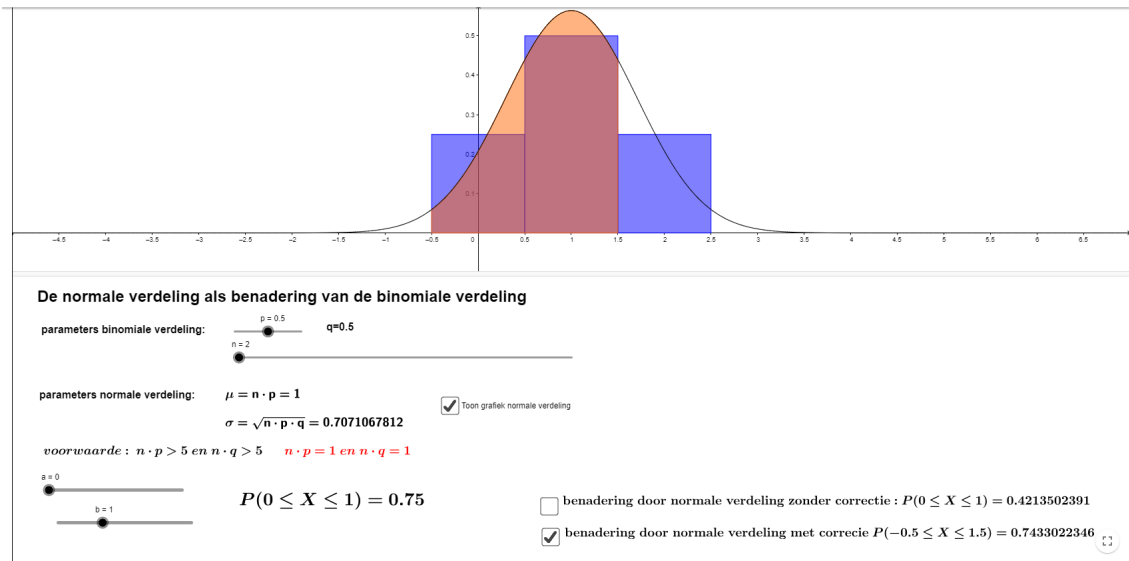 0.5
0.4
0.3
0.2
0.1
−4.5 −4 −3.5 −3 −2.5 −2 −1.5 −1 −0.5 0 0.5 1 1.5 2 2.5 3 3.5 4 4.5 5 5.5 6 6.5
De normale verdeling als benadering van de binomiale verdeling
p = 0.5
parameters binomiale verdeling: q=0.5
n = 2
parameters normale verdeling: μ = n · p = 1
Toon grafiek normale verdeling
σ = √n · p · q = 0.7071067812
voorwaarde : n · p > 5 en n · q > 5 n · p = 1 en n · q = 1
a = 0
P(0 ≤ X ≤ 1) = 0.75
benadering door normale verdeling zonder correctie : P(0 ≤ X ≤ 1) = 0.4213502391
b = 1
benadering door normale verdeling met correcie P(−0.5 ≤ X ≤ 1.5) = 0.7433022346